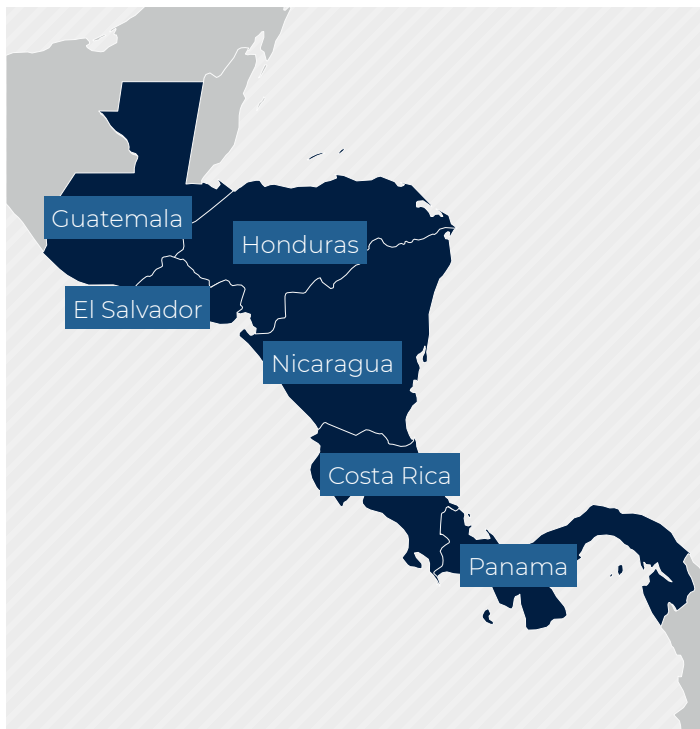 Guatemala
Honduras
El Salvador
Nicaragua
Costa Rica
Panama